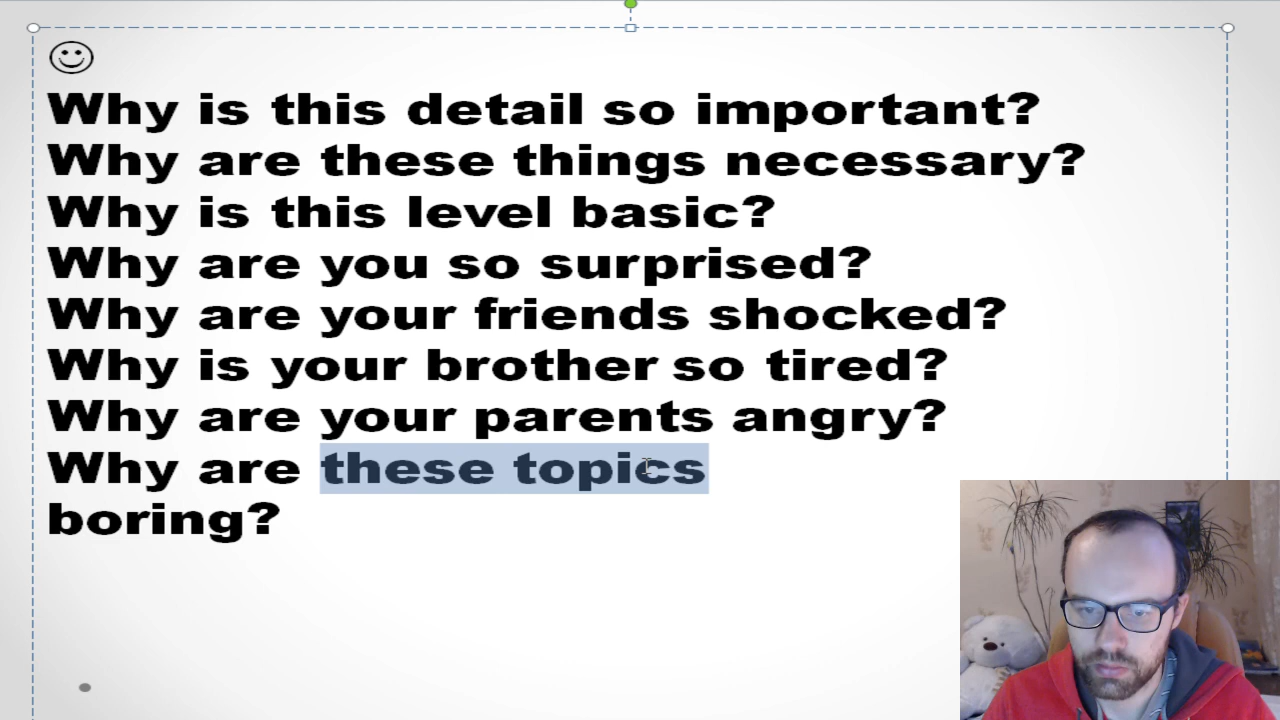 Why is this detail so important?
Why are these things necessary?
Why is this level basic?
Why are you so surprised?
Why are your friends shocked?
Why is your brother so tired?
Why are your parents angry?
Why are these topics
boring?